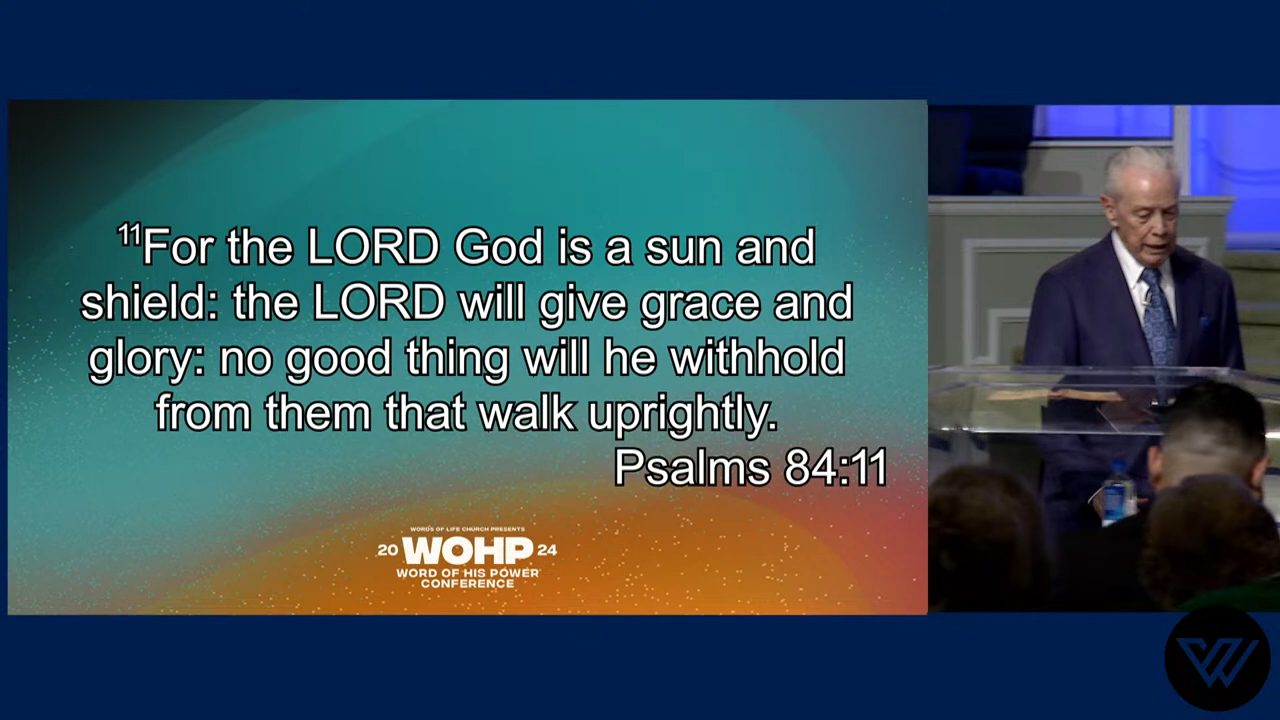 ¹¹For the LORD God is a sun and
shield: the LORD will give grace and
glory: no good thing will he withhold
from them that walk uprightly.
Psalms 84:11
WORDS OF LIFE CHURCH PRESENTS
20 WOHP 24
WORD OF HIS POWER
CONFERENCE
W